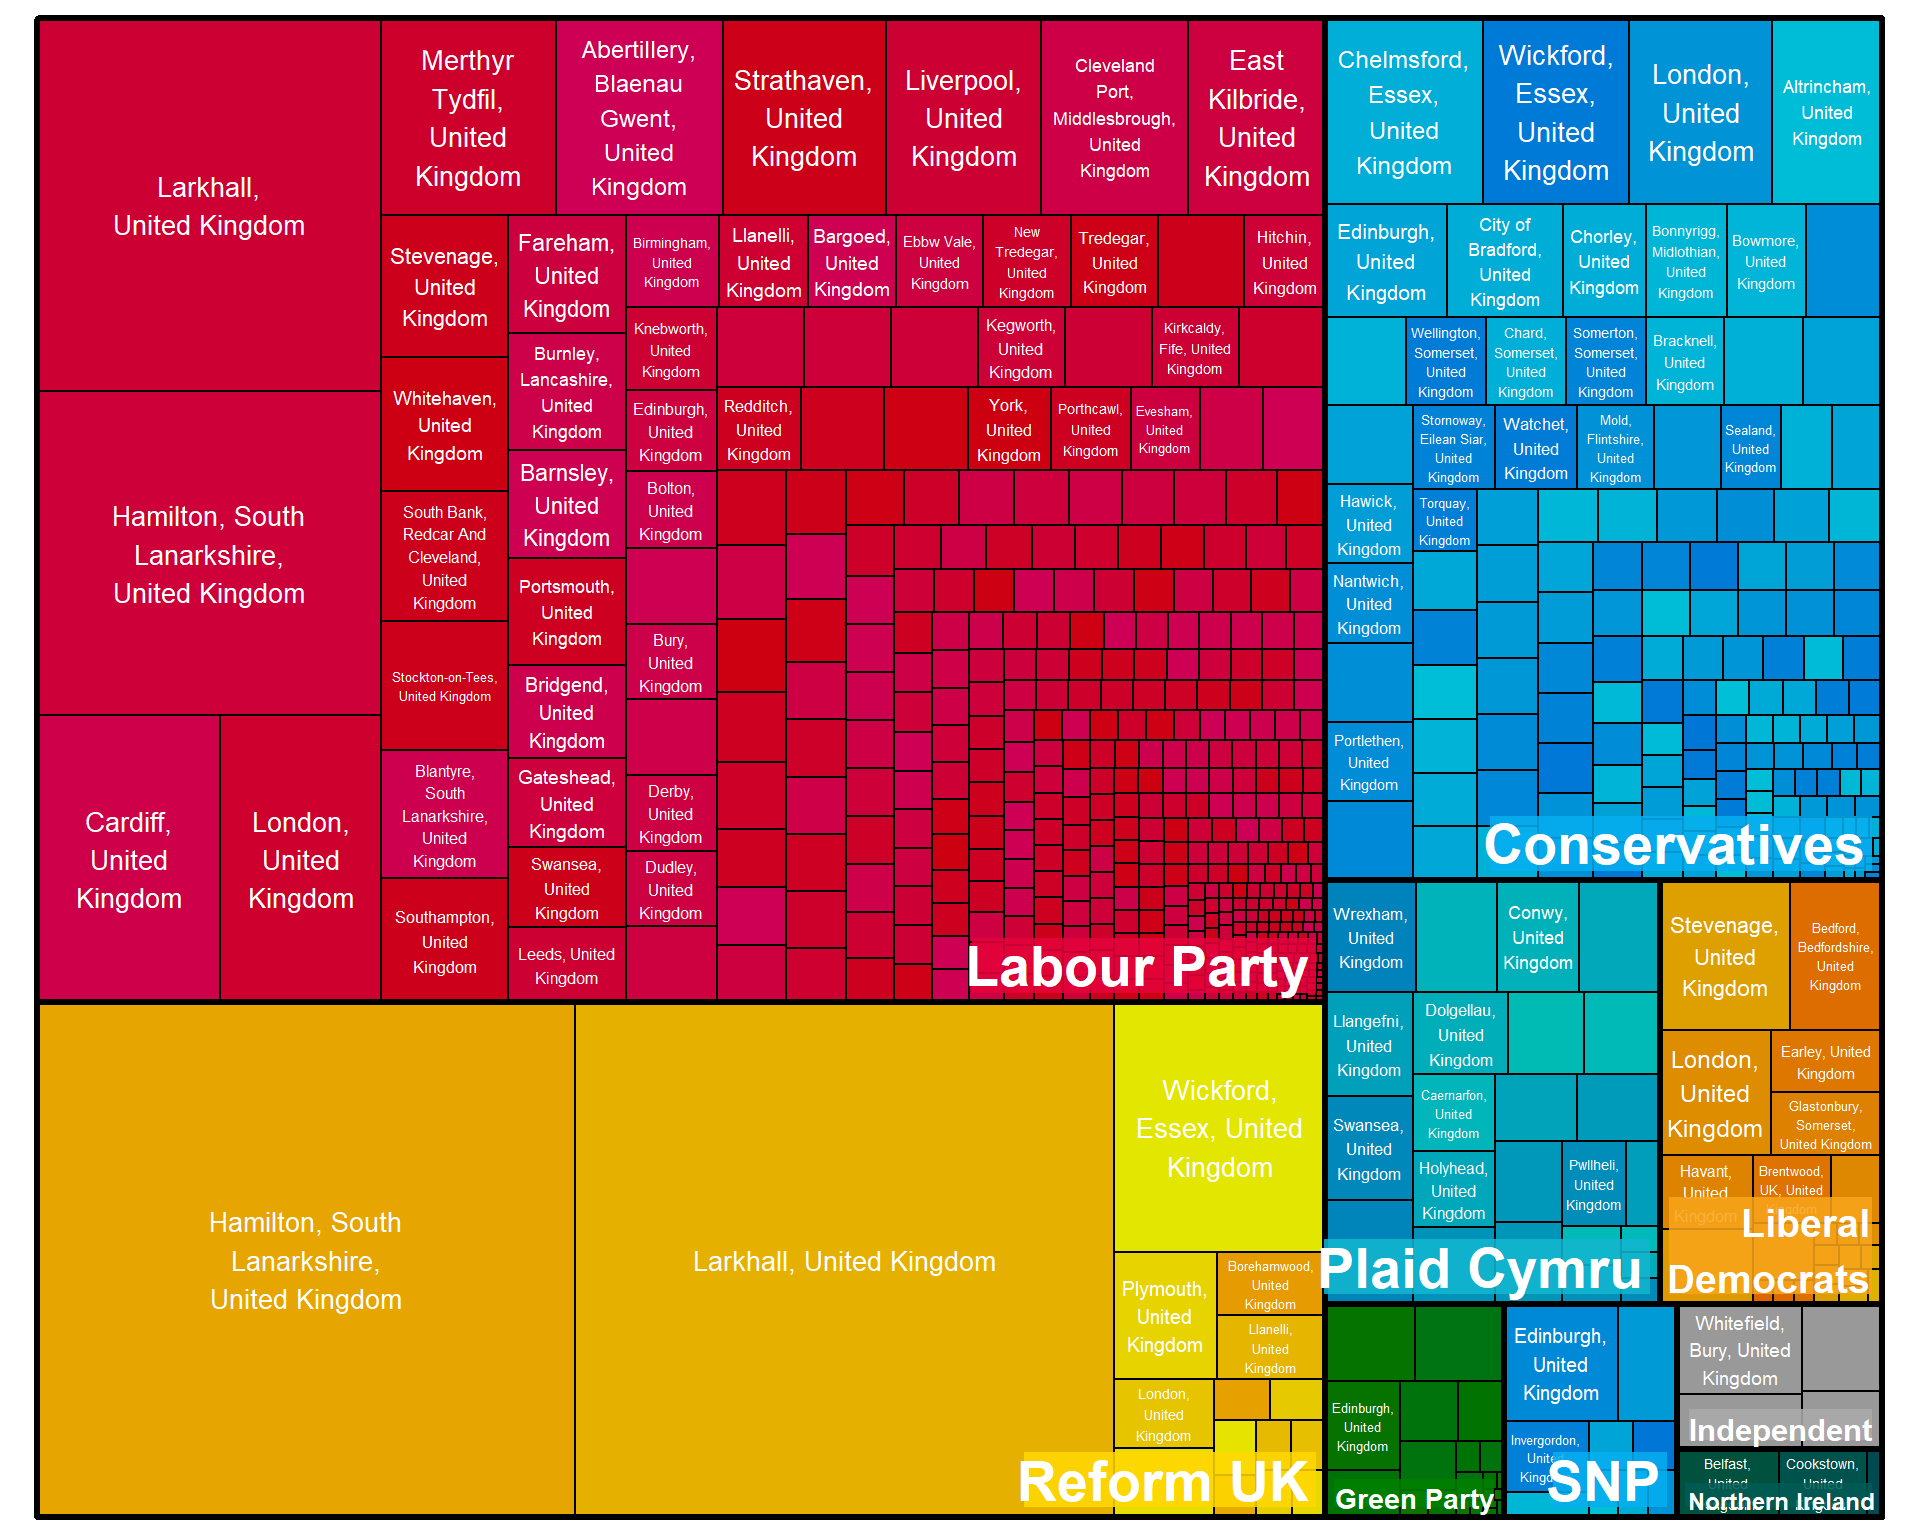 Larkhall,
United Kingdom
Hamilton, South
Lanarkshire,
United Kingdom
Cardiff,
United
Kingdom
London,
United
Kingdom
Merthyr
Tydfil,
United
Kingdom
Abertillery,
Blaenau
Gwent,
United
Kingdom
Strathaven,
United
Kingdom
Liverpool,
United
Kingdom
Cleveland
Port,
Middlesbrough,
United
Kingdom
East
Kilbride,
United
Kingdom
Stevenage,
United
Kingdom
Whitehaven,
United
Kingdom
South Bank,
Redcar And
Cleveland,
United
Kingdom
Stockton-on-Tees,
United Kingdom
Blantyre,
South
Lanarkshire,
United
Kingdom
Southampton,
United
Kingdom
Fareham,
United
Kingdom
Burnley,
Lancashire,
United
Kingdom
Barnsley,
United
Kingdom
Portsmouth,
United
Kingdom
Bridgend,
United
Kingdom
Gateshead,
United
Kingdom
Swansea,
United
Kingdom
Leeds, United
Kingdom
Birmingham,
United
Kingdom
Knebworth,
United
Kingdom
Edinburgh,
United
Kingdom
Bolton,
United
Kingdom
Bury,
United
Kingdom
Derby,
United
Kingdom
Dudley,
United
Kingdom
Llanelli,
United
Kingdom
Bargoed,
United
Kingdom
Ebbw Vale,
United
Kingdom
New
Tredegar,
United
Kingdom
Tredegar,
United
Kingdom
Hitchin,
United
Kingdom
Kegworth,
United
Kingdom
Kirkcaldy,
Fife, United
Kingdom
Redditch,
United
Kingdom
York,
United
Kingdom
Porthcawl,
United
Kingdom
Evesham,
United
Kingdom
Labour Party
Chelmsford,
Essex,
United
Kingdom
Wickford,
Essex,
United
Kingdom
London,
United
Kingdom
Altrincham,
United
Kingdom
Edinburgh,
United
Kingdom
City of
Bradford,
United
Kingdom
Chorley,
United
Kingdom
Bonnyrigg,
Midlothian,
United
Kingdom
Bowmore,
United
Kingdom
Wellington,
Somerset,
United
Kingdom
Chard,
Somerset,
United
Kingdom
Somerton,
Somerset,
United
Kingdom
Bracknell,
United
Kingdom
Stornoway,
Eilean Siar,
United
Kingdom
Watchet,
United
Kingdom
Mold,
Flintshire,
United
Kingdom
Sealand,
United
Kingdom
Hawick,
United
Kingdom
Torquay,
United
Kingdom
Nantwich,
United
Kingdom
Portlethen,
United
Kingdom
Conservatives
Hamilton, South
Lanarkshire,
United Kingdom
Larkhall, United Kingdom
Wickford,
Essex, United
Kingdom
Plymouth,
United
Kingdom
Borehamwood,
United
Kingdom
Llanelli,
United
Kingdom
London,
United
Kingdom
Reform UK
Wrexham,
United
Kingdom
Conwy,
United
Kingdom
Llangefni,
United
Kingdom
Dolgellau,
United
Kingdom
Swansea,
United
Kingdom
Caernarfon,
United
Kingdom
Holyhead,
United
Kingdom
Pwllheli,
United
Kingdom
Plaid Cymru
Stevenage,
United
Kingdom
Bedford,
Bedfordshire,
United
Kingdom
London,
United
Kingdom
Earley, United
Kingdom
Glastonbury,
Somerset,
United Kingdom
Havant,
United
Kingdom
Brentwood,
UK, United
Kingdom
Liberal
Democrats
Edinburgh,
United
Kingdom
Green Party
Edinburgh,
United
Kingdom
Invergordon,
United
Kingdom
SNP
Whitefield,
Bury, United
Kingdom
Independent
Belfast,
United
Cookstown,
United
Northern Ireland